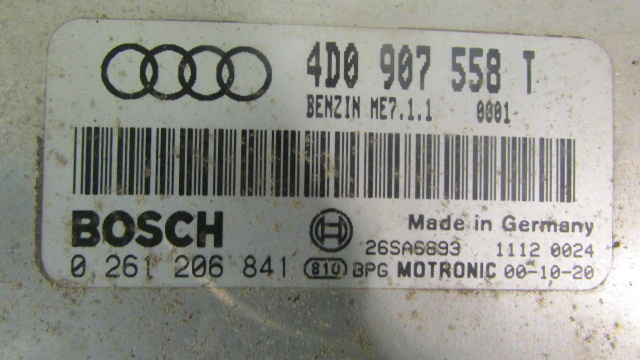 4D0 907 558 T
BENZIN ME7.1.1 0001
BOSCH
Made in Germany
26SA6893 1112 0024
0 261 206 841 810 BPG MOTRONIC 00-10-20